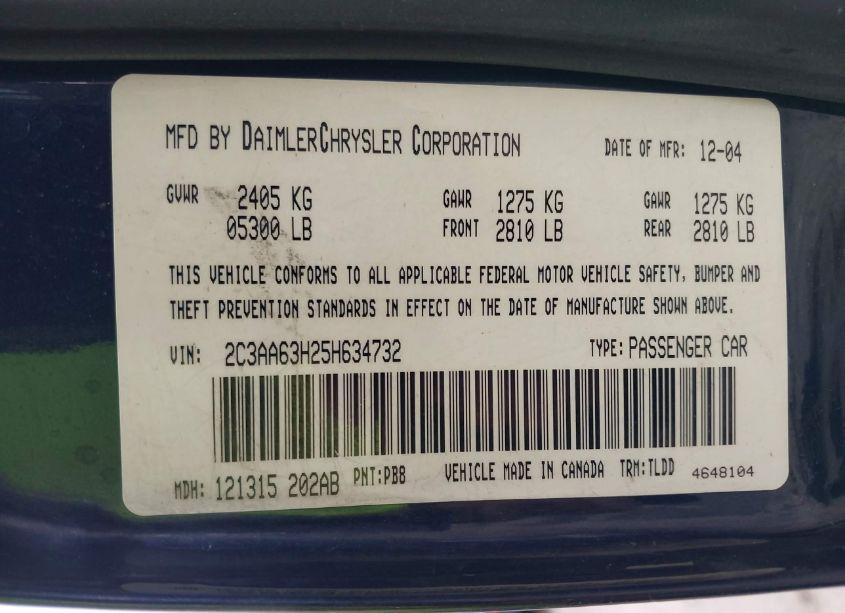 MFD BY DAIMLERCHRYSLER CORPORATION DATE OF MFR: 12-04
GVWR 2405 KG GAWR 1275 KG GAWR 1275 KG
05300 LB FRONT 2810 LB REAR 2810 LB
THIS VEHICLE CONFORMS TO ALL APPLICABLE FEDERAL MOTOR VEHICLE SAFETY, BUMPER AND
THEFT PREVENTION STANDARDS IN EFFECT ON THE DATE OF MANUFACTURE SHOWN ABOVE.
VIN: 2C3AA63H25H634732 TYPE: PASSENGER CAR
MDH: 121315 202AB PNT:PB8 VEHICLE MADE IN CANADA TRM:TLDD 4648104